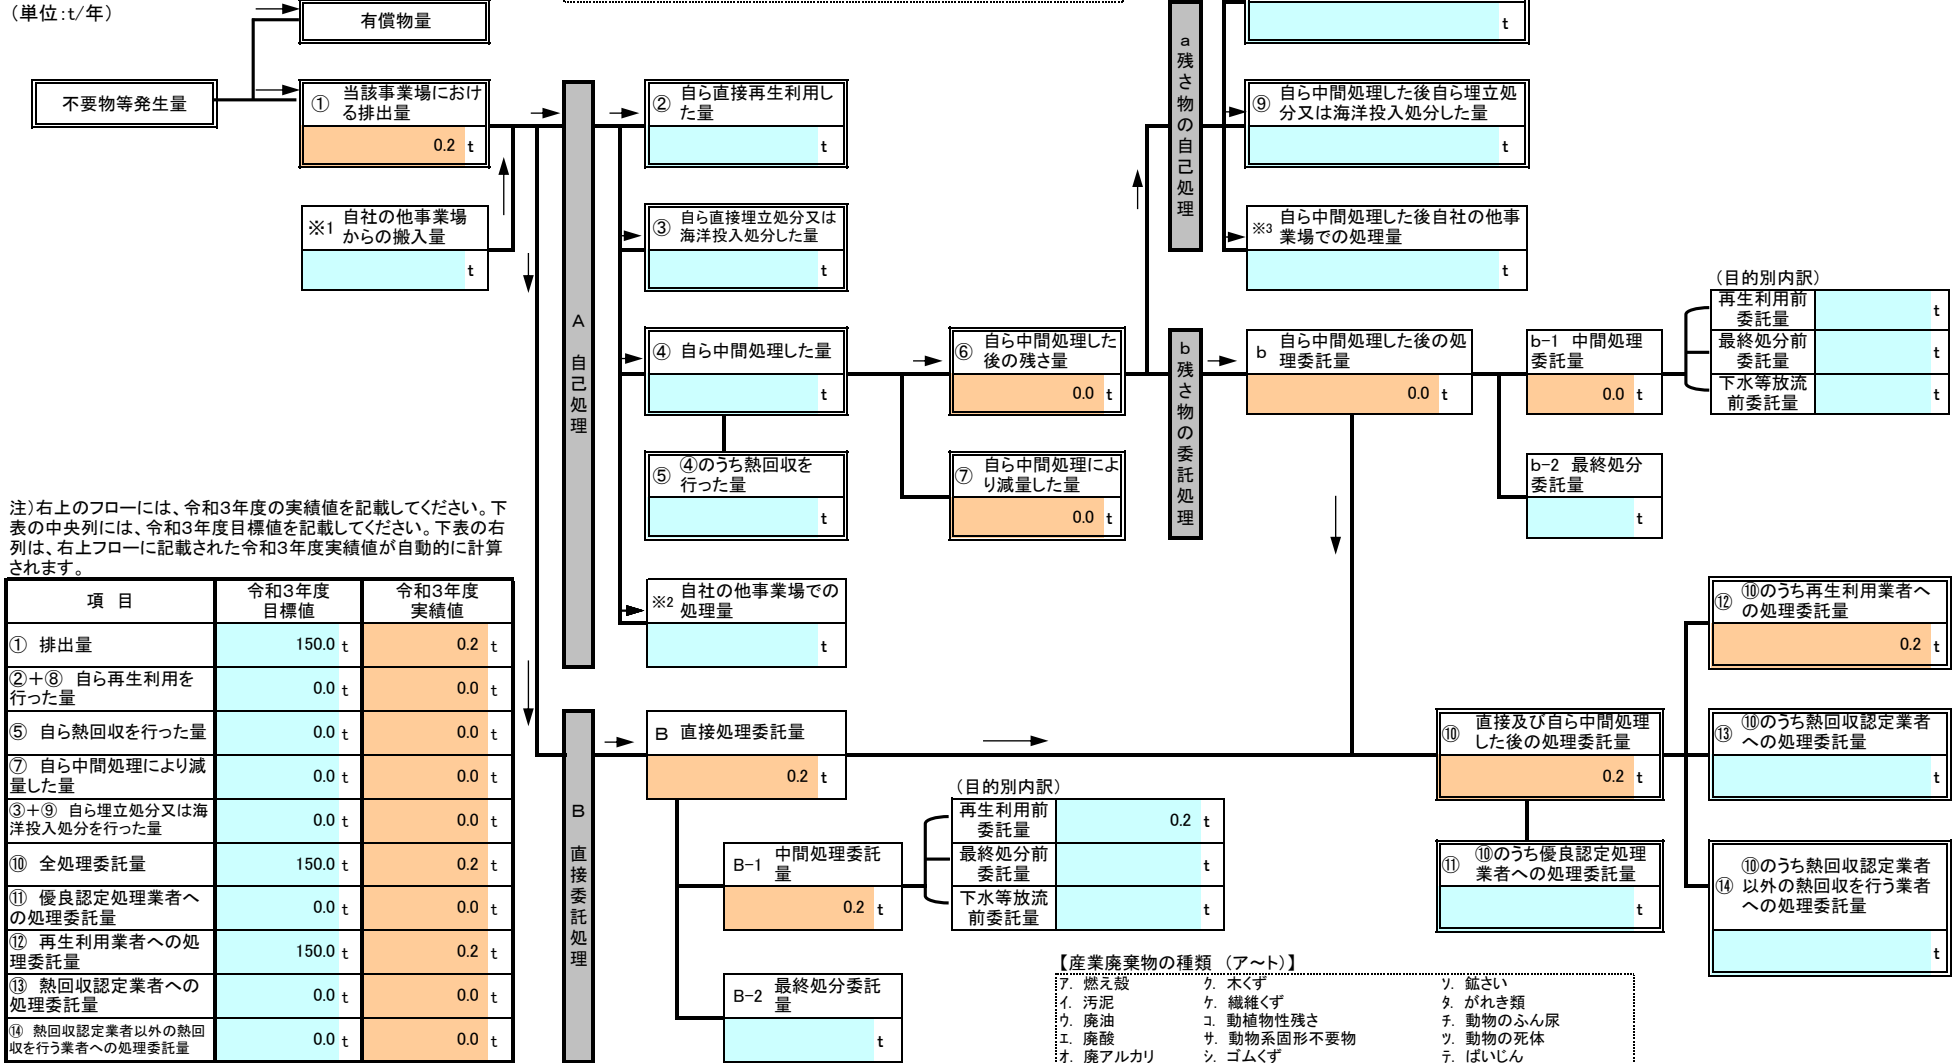 （単位：t/年）
有償物量
不要物等発生量
① 当該事業場におけ
る排出量
0.2 t
※1 自社の他事業場
からの搬入量
t
A 自己処理
② 自ら直接再生利用し
た量
t
③ 自ら直接埋立処分又は
海洋投入処分した量
t
④ 自ら中間処理した量
t
⑤ ④のうち熱回収を
行った量
t
※2 自社の他事業場での
処理量
t
⑥ 自ら中間処理した
後の残さ量
0.0 t
⑦ 自ら中間処理によ
り減量した量
0.0 t
a 残さ物の自己処理
t
⑨ 自ら中間処理した後自ら埋立処
分又は海洋投入処分した量
t
※3 自ら中間処理した後自社の他事
業場での処理量
t
b 残さ物の委託処理
b 自ら中間処理した後の処
理委託量
0.0 t
b-1 中間処理
委託量
0.0 t
b-2 最終処分
委託量
t
（目的別内訳）
再生利用前
委託量
t
最終処分前
委託量
t
下水等放流
前委託量
t
注）右上のフローには、令和３年度の実績値を記載してください。下
表の中央列には、令和３年度目標値を記載してください。下表の右
列は、右上フローに記載された令和３年度実績値が自動的に計算
されます。
項 目 令和３年度
目標値 令和３年度
実績値
① 排出量 150.0 t 0.2 t
②＋⑧ 自ら再生利用を
行った量 0.0 t 0.0 t
⑤ 自ら熱回収を行った量 0.0 t 0.0 t
⑦ 自ら中間処理により減
量した量 0.0 t 0.0 t
③＋⑨ 自ら埋立処分又は海
洋投入処分を行った量 0.0 t 0.0 t
⑩ 全処理委託量 150.0 t 0.2 t
⑪ 優良認定処理業者へ
の処理委託量 0.0 t 0.0 t
⑫ 再生利用業者への処
理委託量 150.0 t 0.2 t
⑬ 熱回収認定業者への
処理委託量 0.0 t 0.0 t
⑭ 熱回収認定業者以外の熱回
収を行う業者への処理委託量 0.0 t 0.0 t
B 直接委託処理
B 直接処理委託量
0.2 t
B-1 中間処理委託
量
0.2 t
B-2 最終処分委託
量
t
（目的別内訳）
再生利用前
委託量
0.2 t
最終処分前
委託量
t
下水等放流
前委託量
t
⑩ 直接及び自ら中間処理
した後の処理委託量
0.2 t
⑪ ⑩のうち優良認定処理
業者への処理委託量
t
⑫ ⑩のうち再生利用業者へ
の処理委託量
0.2 t
⑬ ⑩のうち熱回収認定業者
への処理委託量
t
⑭ ⑩のうち熱回収認定業者
以外の熱回収を行う業者
への処理委託量
t
【産業廃棄物の種類 （ア～ト）】
ｱ. 燃え殻 ｸ. 木くず ｿ. 鉱さい
ｲ. 汚泥 ｹ. 繊維くず ﾀ. がれき類
ｳ. 廃油 ｺ. 動植物性残さ ﾁ. 動物のふん尿
ｴ. 廃酸 ｻ. 動物系固形不要物 ﾂ. 動物の死体
ｵ. 廃アルカリ ｼ. ゴムくず ﾃ. ばいじん